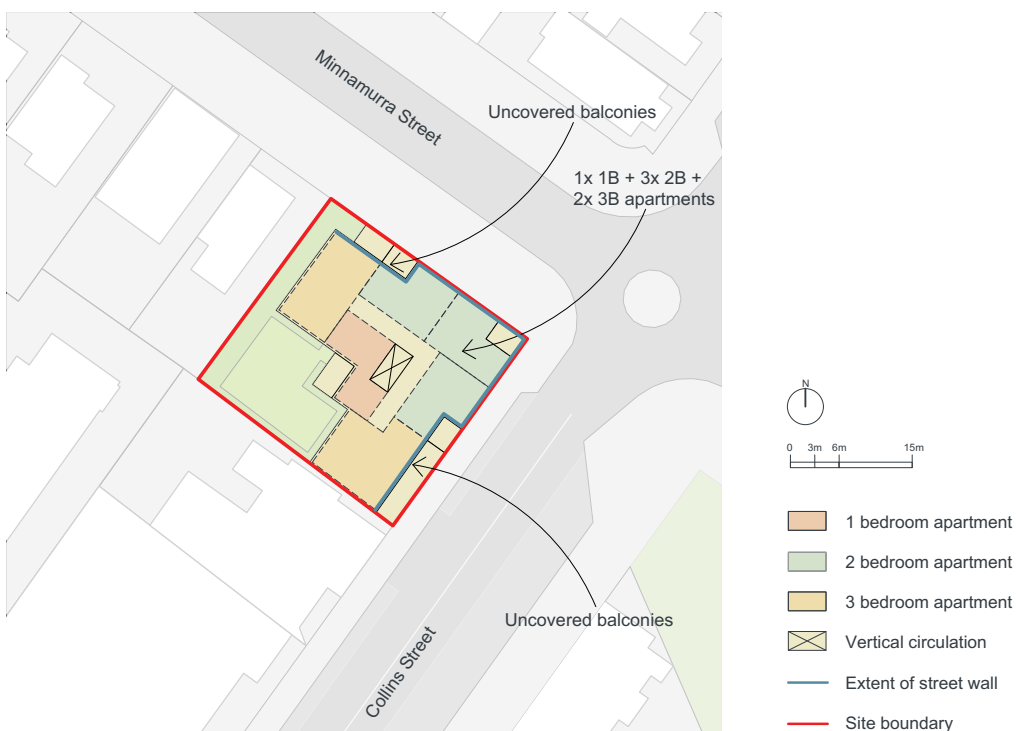 Minnamurra Street
Uncovered balconies
1x 1B + 3x 2B +
2x 3B apartments
Uncovered balconies
Collins Street
N
0 3m 6m 15m
1 bedroom apartment
2 bedroom apartment
3 bedroom apartment
Vertical circulation
Extent of street wall
Site boundary